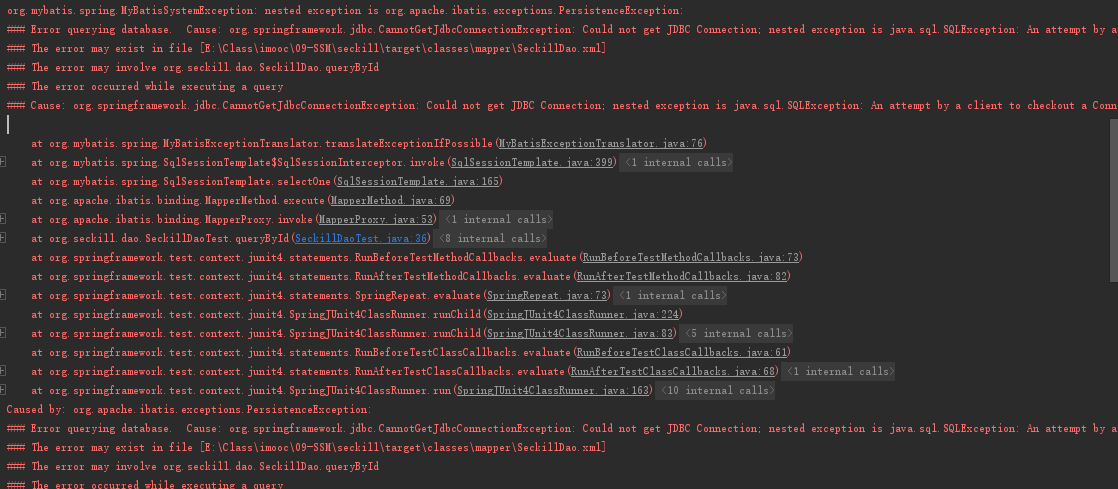 org.mybatis.spring.MyBatisSystemException: nested exception is org.apache.ibatis.exceptions.PersistenceException:
### Error querying database.  Cause: org.springframework.jdbc.CannotGetJdbcConnectionException: Could not get JDBC Connection; nested exception is java.sql.SQLException: An attempt by a
### The error may exist in file [E:\Class\imooc\09-SSM\seckill\target\classes\mapper\SeckillDao.xml]
### The error may involve org.seckill.dao.SeckillDao.queryById
### The error occurred while executing a query
### Cause: org.springframework.jdbc.CannotGetJdbcConnectionException: Could not get JDBC Connection; nested exception is java.sql.SQLException: An attempt by a client to checkout a Conn
at org.mybatis.spring.MyBatisExceptionTranslator.translateExceptionIfPossible(MyBatisExceptionTranslator.java:76)
at org.mybatis.spring.SqlSessionTemplate$SqlSessionInterceptor.invoke(SqlSessionTemplate.java:399) <1 internal calls>
at org.mybatis.spring.SqlSessionTemplate.selectOne(SqlSessionTemplate.java:165)
at org.apache.ibatis.binding.MapperMethod.execute(MapperMethod.java:69)
at org.apache.ibatis.binding.MapperProxy.invoke(MapperProxy.java:53) <1 internal calls>
at org.seckill.dao.SeckillDaoTest.queryById(SeckillDaoTest.java:36) <8 internal calls>
at org.springframework.test.context.junit4.statements.RunBeforeTestMethodCallbacks.evaluate(RunBeforeTestMethodCallbacks.java:73)
at org.springframework.test.context.junit4.statements.RunAfterTestMethodCallbacks.evaluate(RunAfterTestMethodCallbacks.java:82)
at org.springframework.test.context.junit4.statements.SpringRepeat.evaluate(SpringRepeat.java:73) <1 internal calls>
at org.springframework.test.context.junit4.SpringJUnit4ClassRunner.runChild(SpringJUnit4ClassRunner.java:224)
at org.springframework.test.context.junit4.SpringJUnit4ClassRunner.runChild(SpringJUnit4ClassRunner.java:83) <5 internal calls>
at org.springframework.test.context.junit4.statements.RunBeforeTestClassCallbacks.evaluate(RunBeforeTestClassCallbacks.java:61)
at org.springframework.test.context.junit4.statements.RunAfterTestClassCallbacks.evaluate(RunAfterTestClassCallbacks.java:68) <1 internal calls>
at org.springframework.test.context.junit4.SpringJUnit4ClassRunner.run(SpringJUnit4ClassRunner.java:163) <10 internal calls>
Caused by: org.apache.ibatis.exceptions.PersistenceException:
### Error querying database.  Cause: org.springframework.jdbc.CannotGetJdbcConnectionException: Could not get JDBC Connection; nested exception is java.sql.SQLException: An attempt by a
### The error may exist in file [E:\Class\imooc\09-SSM\seckill\target\classes\mapper\SeckillDao.xml]
### The error may involve org.seckill.dao.SeckillDao.queryById
### The error occurred while executing a query